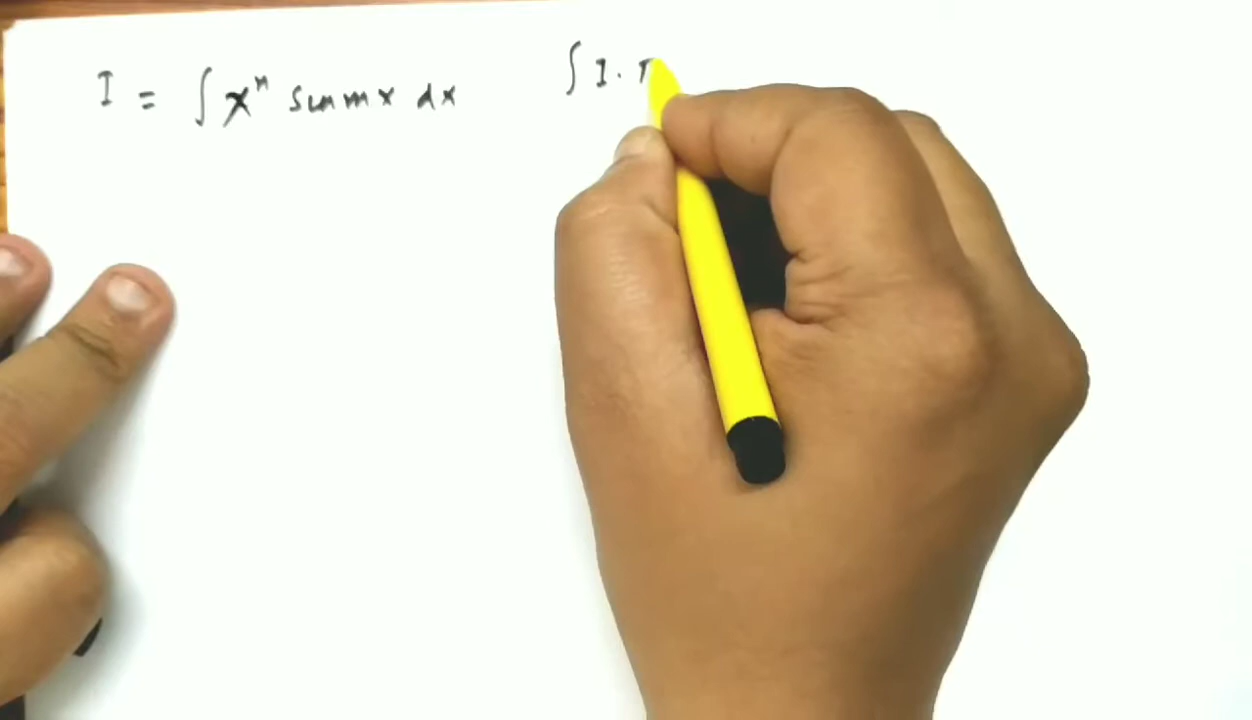 I = ∫ xⁿ sin mx dx
∫ I · I